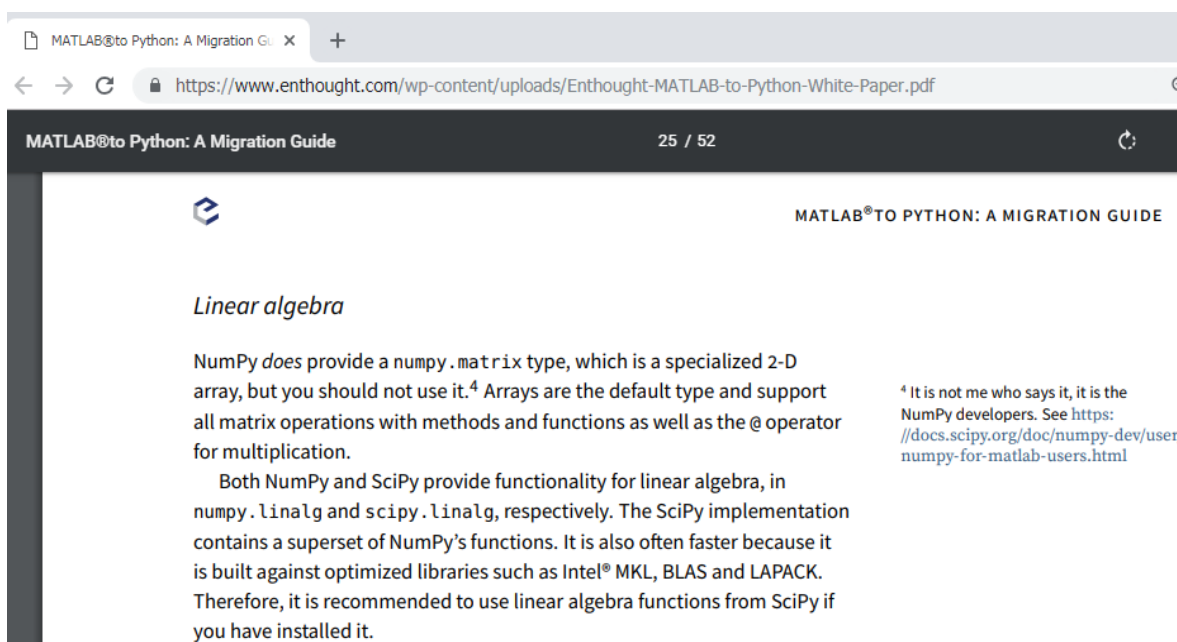 MATLAB®to Python: A Migration Gu
https://www.enthought.com/wp-content/uploads/Enthought-MATLAB-to-Python-White-Paper.pdf
MATLAB®to Python: A Migration Guide
25 / 52
MATLAB®TO PYTHON: A MIGRATION GUIDE
Linear algebra
NumPy does provide a numpy.matrix type, which is a specialized 2-D
array, but you should not use it.⁴ Arrays are the default type and support
all matrix operations with methods and functions as well as the @ operator
for multiplication.
Both NumPy and SciPy provide functionality for linear algebra, in
numpy.linalg and scipy.linalg, respectively. The SciPy implementation
contains a superset of NumPy's functions. It is also often faster because it
is built against optimized libraries such as Intel® MKL, BLAS and LAPACK.
Therefore, it is recommended to use linear algebra functions from SciPy if
you have installed it.
⁴ It is not me who says it, it is the
NumPy developers. See https:
//docs.scipy.org/doc/numpy-dev/user
numpy-for-matlab-users.html